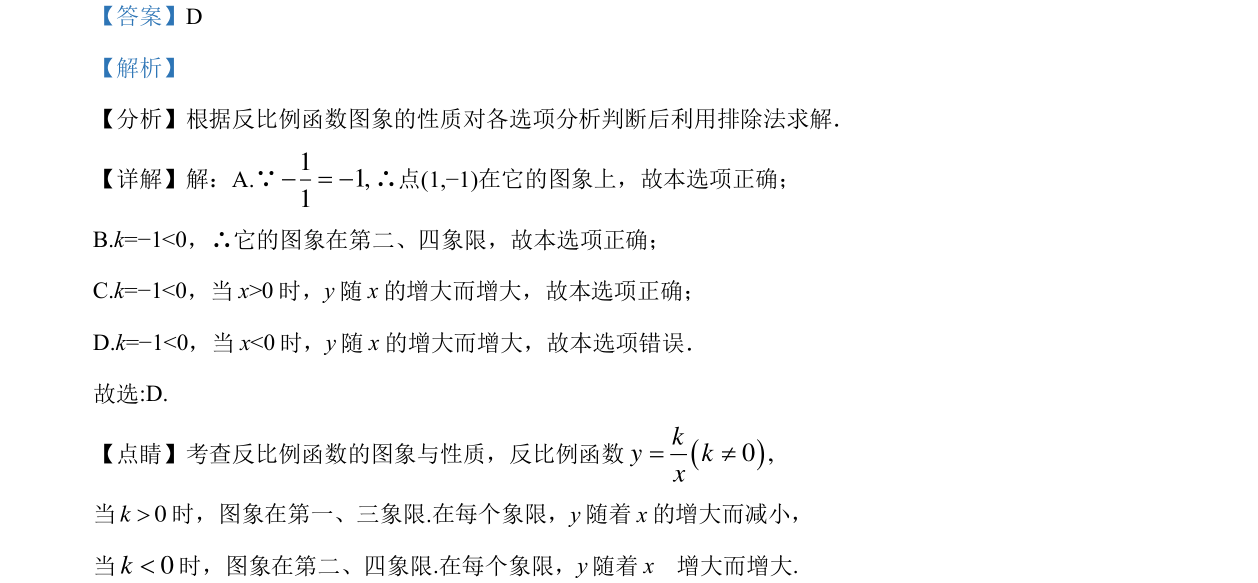 【答案】D
【解析】
【分析】根据反比例函数图象的性质对各选项分析判断后利用排除法求解．
【详解】解：A.∵ −1/1 = −1, ∴点(1,−1)在它的图象上，故本选项正确；
B.k=−1<0，∴它的图象在第二、四象限，故本选项正确；
C.k=−1<0，当 x>0 时，y 随 x 的增大而增大，故本选项正确；
D.k=−1<0，当 x<0 时，y 随 x 的增大而增大，故本选项错误．
故选:D.
【点睛】考查反比例函数的图象与性质，反比例函数 y = k/x (k ≠ 0),
当 k > 0 时，图象在第一、三象限.在每个象限，y 随着 x 的增大而减小，
当 k < 0 时，图象在第二、四象限.在每个象限，y 随着 x 增大而增大.